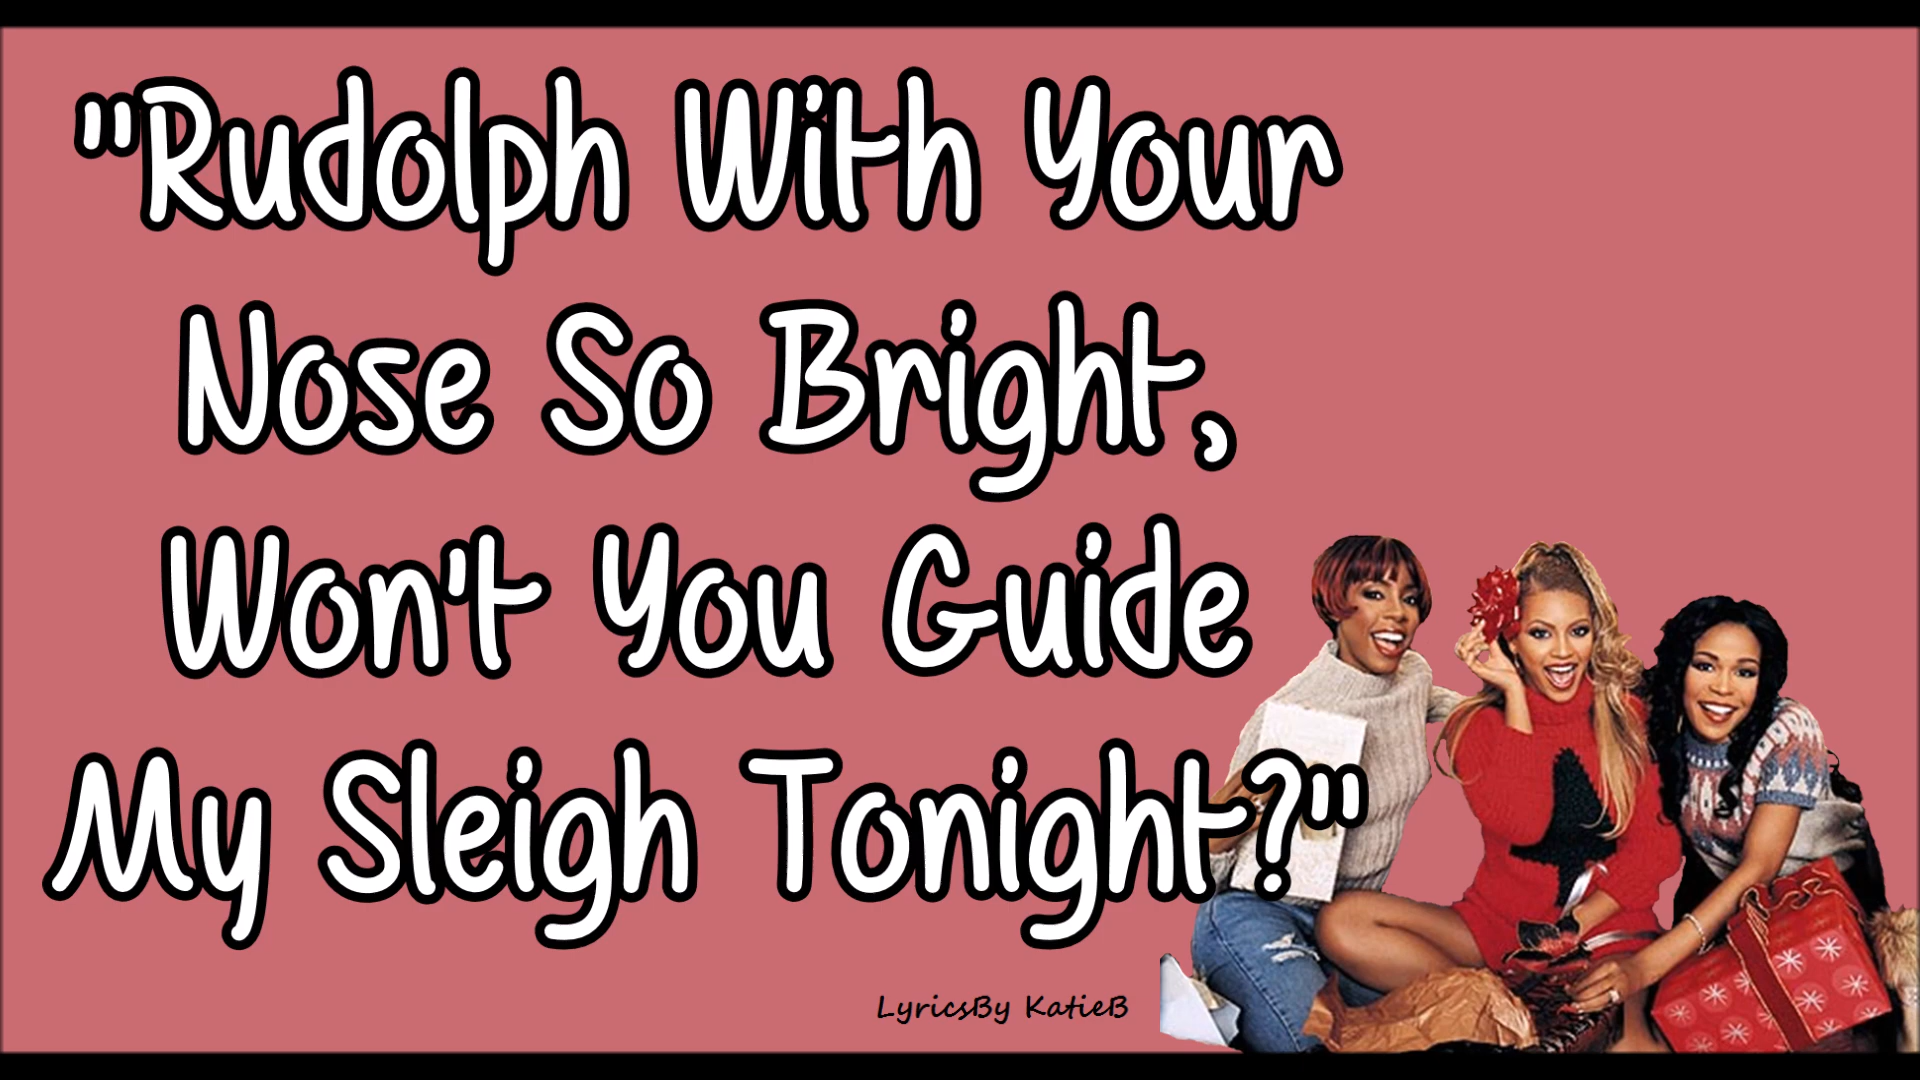 "Rudolph With Your
Nose So Bright,
Won't You Guide
My Sleigh Tonight?"
LyricsBy KatieB